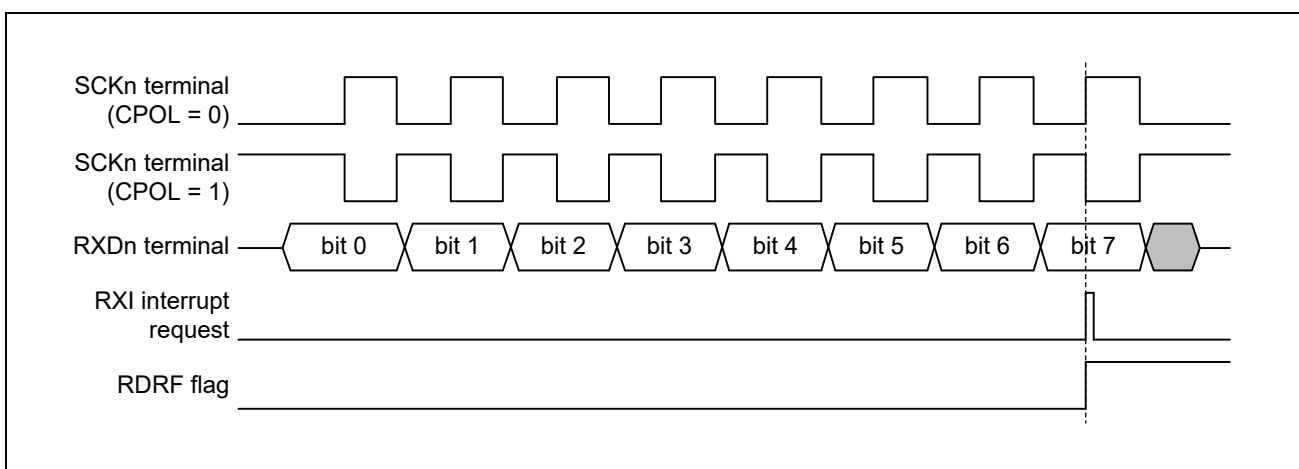 SCKn terminal
(CPOL = 0)
SCKn terminal
(CPOL = 1)
RXDn terminal
bit 0 bit 1 bit 2 bit 3 bit 4 bit 5 bit 6 bit 7
RXI interrupt
request
RDRF flag